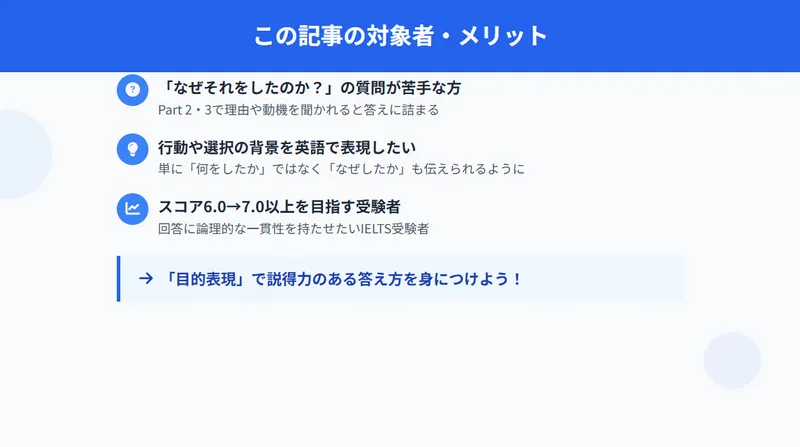 この記事の対象者・メリット
「なぜそれをしたのか？」の質問が苦手な方
Part 2・3で理由や動機を聞かれると答えに詰まる
行動や選択の背景を英語で表現したい
単に「何をしたか」ではなく「なぜしたか」も伝えられるように
スコア6.0→7.0以上を目指す受験者
回答に論理的な一貫性を持たせたいIELTS受験者
→ 「目的表現」で説得力のある答え方を身につけよう！